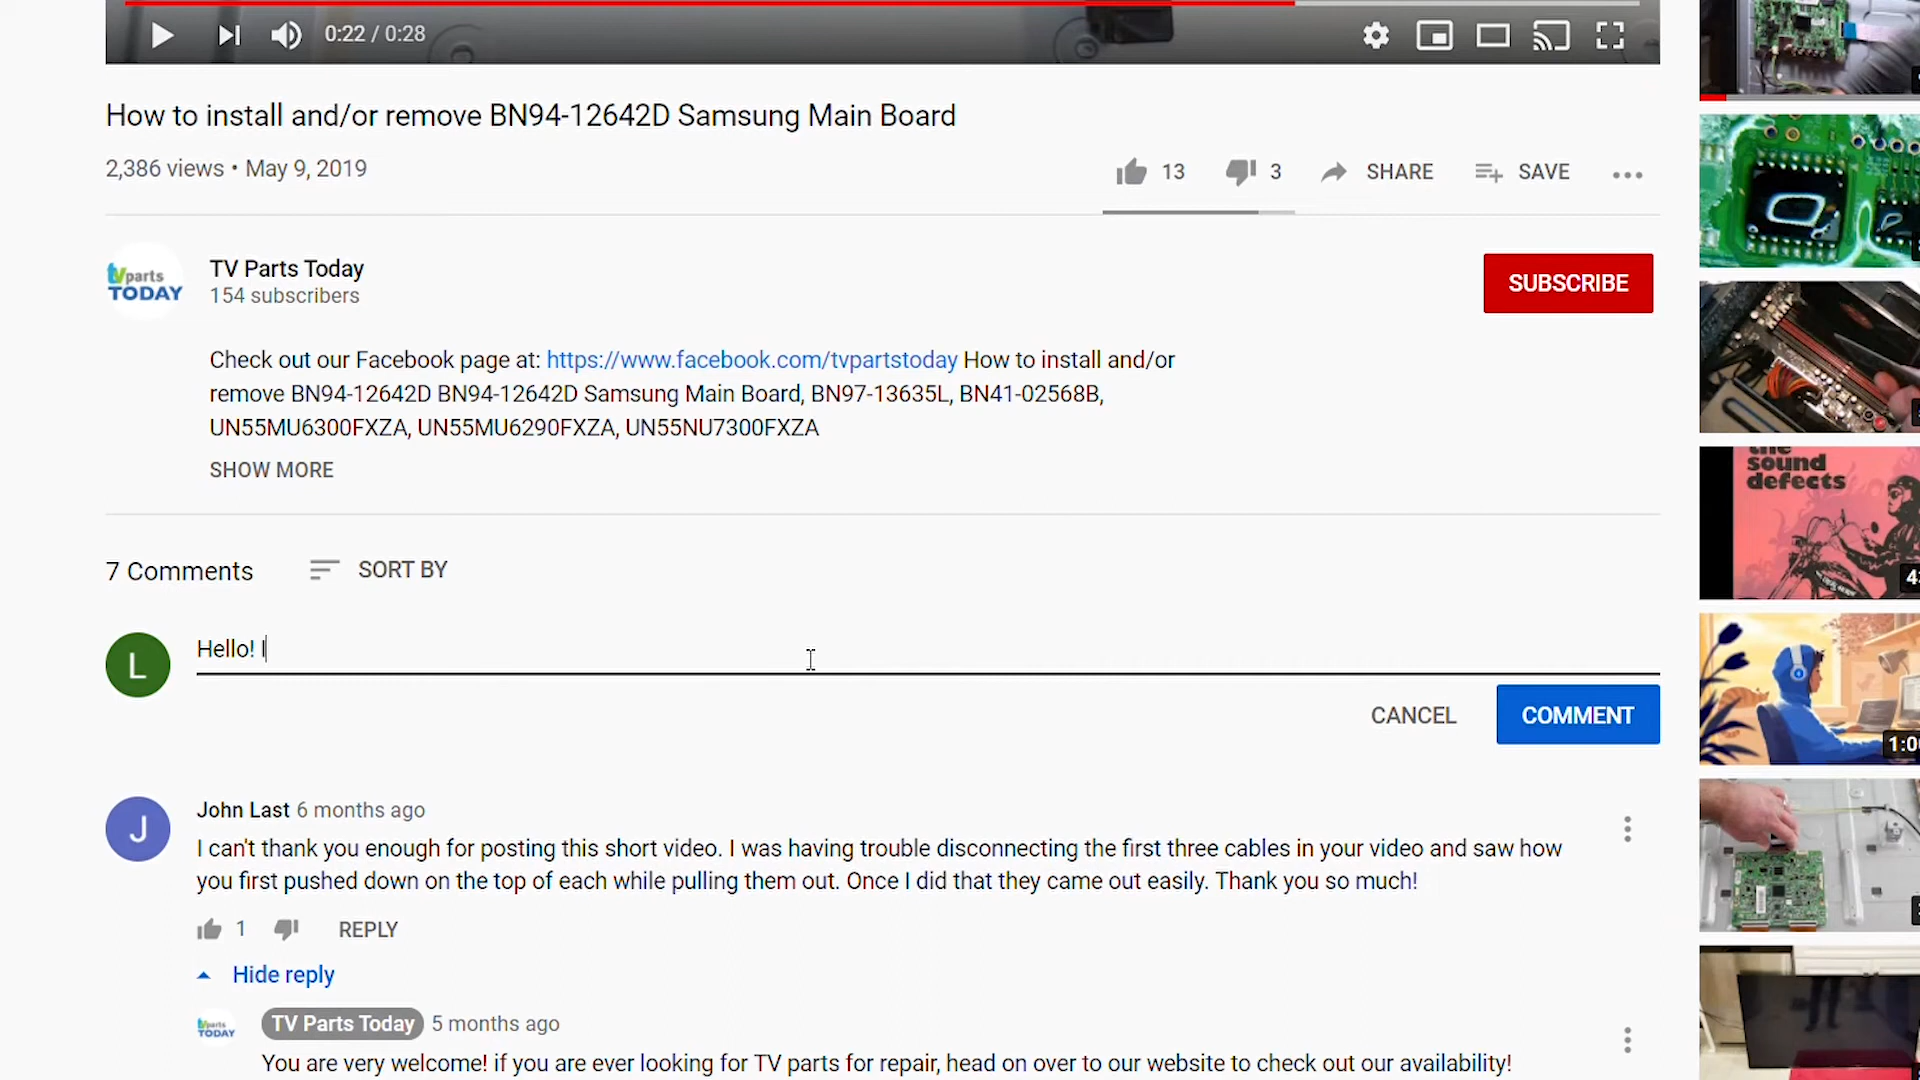 0:22 / 0:28
How to install and/or remove BN94-12642D Samsung Main Board
2,386 views • May 9, 2019
13
3
SHARE
SAVE
tvparts
TODAY
TV Parts Today
154 subscribers
SUBSCRIBE
Check out our Facebook page at: https://www.facebook.com/tvpartstoday How to install and/or
remove BN94-12642D BN94-12642D Samsung Main Board, BN97-13635L, BN41-02568B,
UN55MU6300FXZA, UN55MU6290FXZA, UN55NU7300FXZA
SHOW MORE
the
sound
defects
7 Comments
SORT BY
L
Hello! I
CANCEL
COMMENT
J
John Last 6 months ago
I can't thank you enough for posting this short video. I was having trouble disconnecting the first three cables in your video and saw how
you first pushed down on the top of each while pulling them out. Once I did that they came out easily. Thank you so much!
1
REPLY
Hide reply
tvparts
TODAY
TV Parts Today 5 months ago
You are very welcome! if you are ever looking for TV parts for repair, head on over to our website to check out our availability!